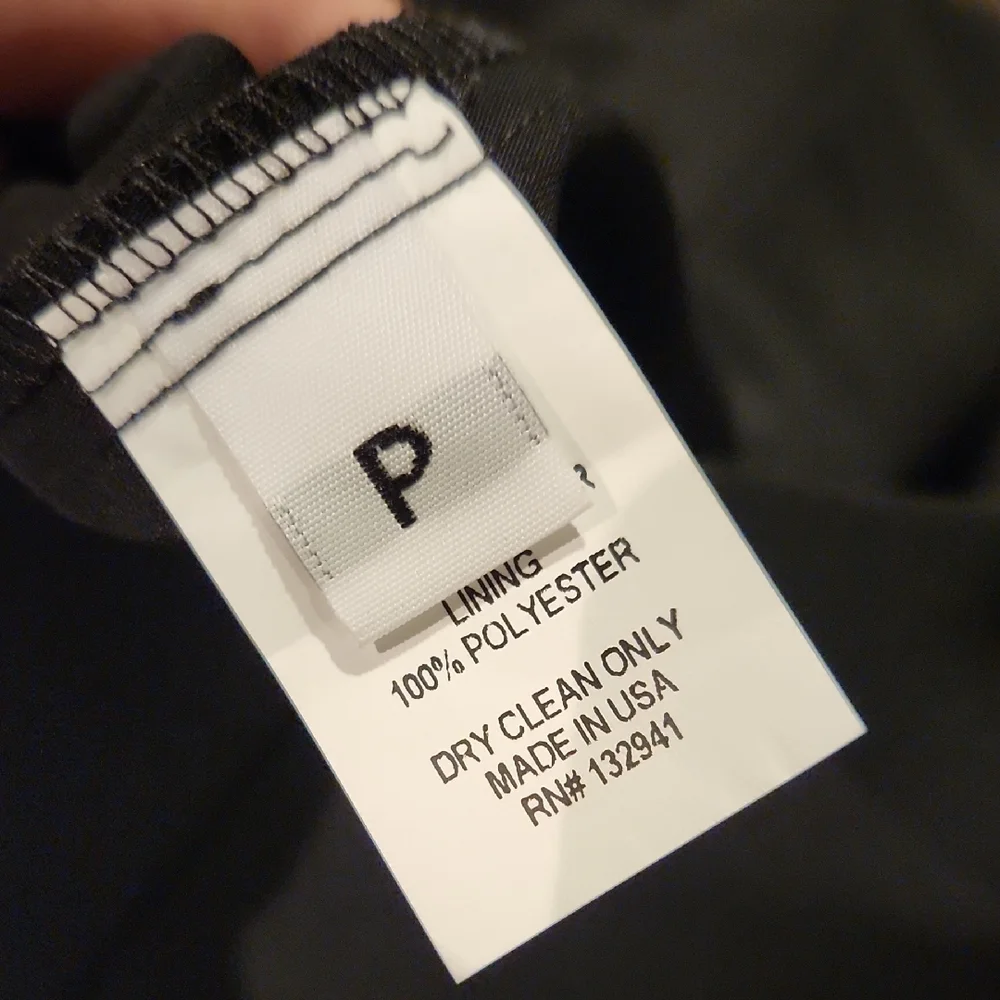 P
R
LINING
100% POLYESTER
DRY CLEAN ONLY
MADE IN USA
RN# 132941